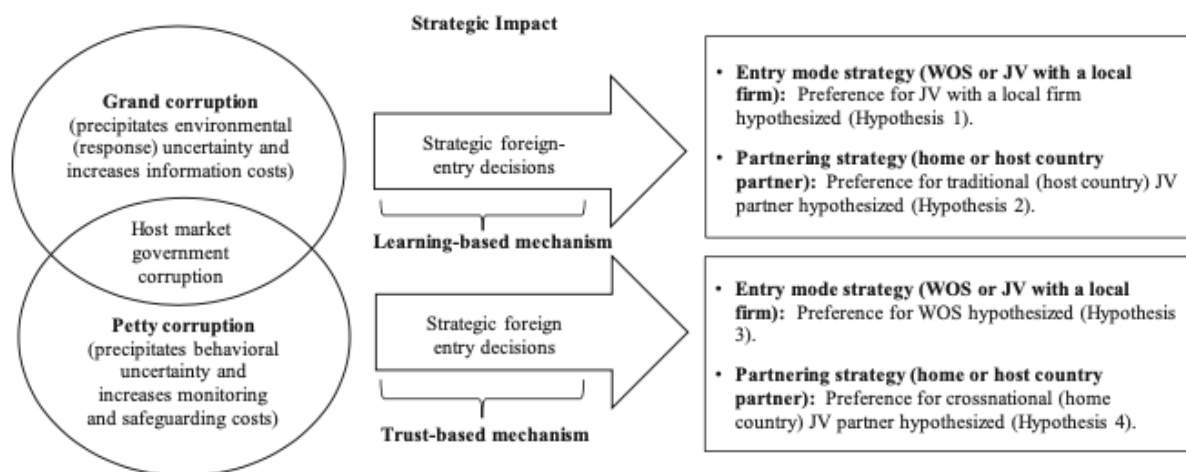 Strategic Impact
Grand corruption
(precipitates environmental
(response) uncertainty and
increases information costs)
Host market
government
corruption
Petty corruption
(precipitates behavioral
uncertainty and
increases monitoring
and safeguarding costs)
Strategic foreign-
entry decisions
Learning-based mechanism
Strategic foreign
entry decisions
Trust-based mechanism
• Entry mode strategy (WOS or JV with a local
firm): Preference for JV with a local firm
hypothesized (Hypothesis 1).
• Partnering strategy (home or host country
partner): Preference for traditional (host country) JV
partner hypothesized (Hypothesis 2).
• Entry mode strategy (WOS or JV with a local
firm): Preference for WOS hypothesized (Hypothesis
3).
• Partnering strategy (home or host country
partner): Preference for crossnational (home
country) JV partner hypothesized (Hypothesis 4).